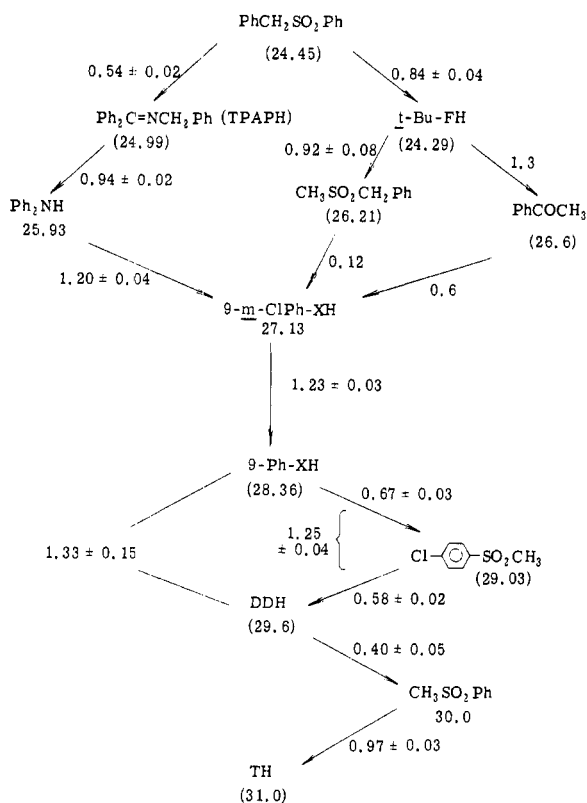 PhCH₂SO₂Ph
(24.45)
0.54 ± 0.02
0.84 ± 0.04
Ph₂C=NCH₂Ph (TPAPH)
(24.99)
t-Bu-FH
(24.29)
0.94 ± 0.02
0.92 ± 0.08
1.3
Ph₂NH
25.93
CH₃SO₂CH₂Ph
(26.21)
PhCOCH₃
(26.6)
1.20 ± 0.04
0.12
0.6
9-m-ClPh-XH
27.13
1.23 ± 0.03
9-Ph-XH
(28.36)
0.67 ± 0.03
1.33 ± 0.15
1.25
± 0.04
Cl SO₂CH₃
(29.03)
0.58 ± 0.02
DDH
(29.6)
0.40 ± 0.05
CH₃SO₂Ph
30.0
0.97 ± 0.03
TH
(31.0)